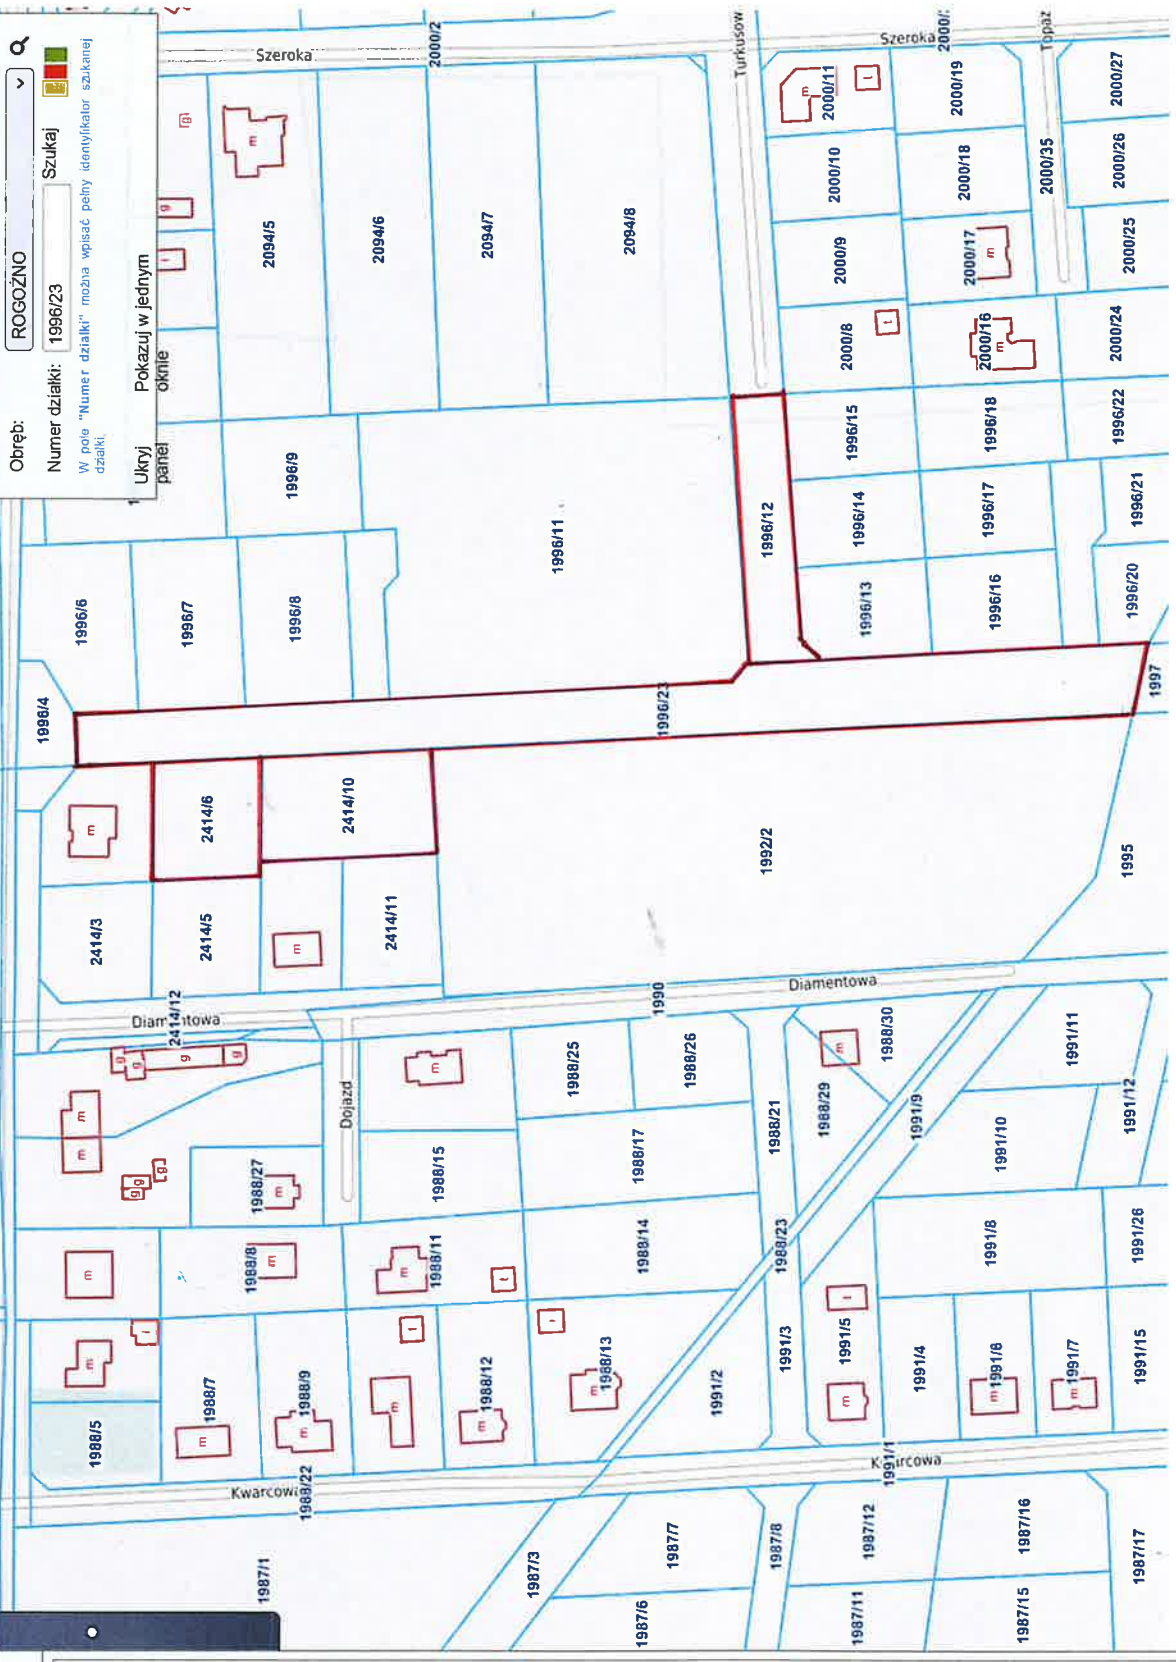 Obręb:
ROGOŹNO
Numer działki:
1996/23
Szukaj
W pole "Numer działki" można wpisać pełny identyfikator szukanej
działki.
Ukryj
panel
Pokazuj w jednym
oknie
Szeroka
2000/2
Turkusow
Szeroka
Topaz
g
m
2094/5
2094/6
2094/7
2094/8
m
2000/11
t
2000/19
2000/27
2000/10
2000/18
2000/35
2000/26
2000/9
2000/17
m
2000/25
2000/8
t
2000/16
m
2000/24
1996/9
1996/11
1996/12
1996/15
1996/18
1996/22
1996/14
1996/17
1996/21
1996/13
1996/16
1996/20
1996/6
1996/7
1996/8
1996/4
1996/23
1997
m
2414/6
2414/10
1992/2
1995
2414/3
2414/5
m
2414/11
2414/12
Diamentowa
1990
Diamentowa
g
g
g
g
m
m
g
g
g
Dojazd
m
1988/25
1988/26
m
1988/30
1988/29
1991/11
1988/27
m
1988/15
1988/17
1988/21
1991/9
1991/10
1991/12
m
1988/8
m
m
1988/11
t
1988/14
1988/23
1991/8
1991/26
m
1988/13
m
1991/2
1991/3
1991/5
m
1991/4
1991/6
m
1991/7
m
1991/15
1988/5
1988/7
m
1988/9
m
m
1988/12
m
Kwarcowa
1988/22
Kwarcowa
1991/1
1987/1
1987/3
1987/7
1987/8
1987/12
1987/16
1987/6
1987/11
1987/15
1987/17